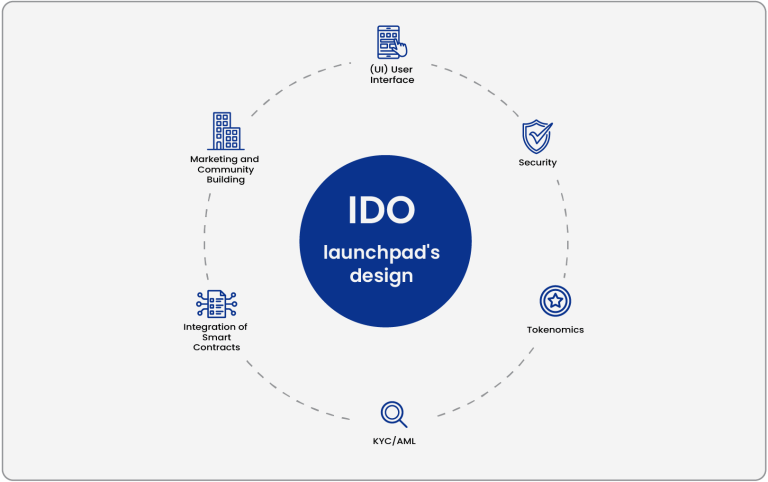 (UI) User
Interface
Marketing and
Community
Building
Security
IDO
launchpad's
design
Integration of
Smart
Contracts
Tokenomics
KYC/AML